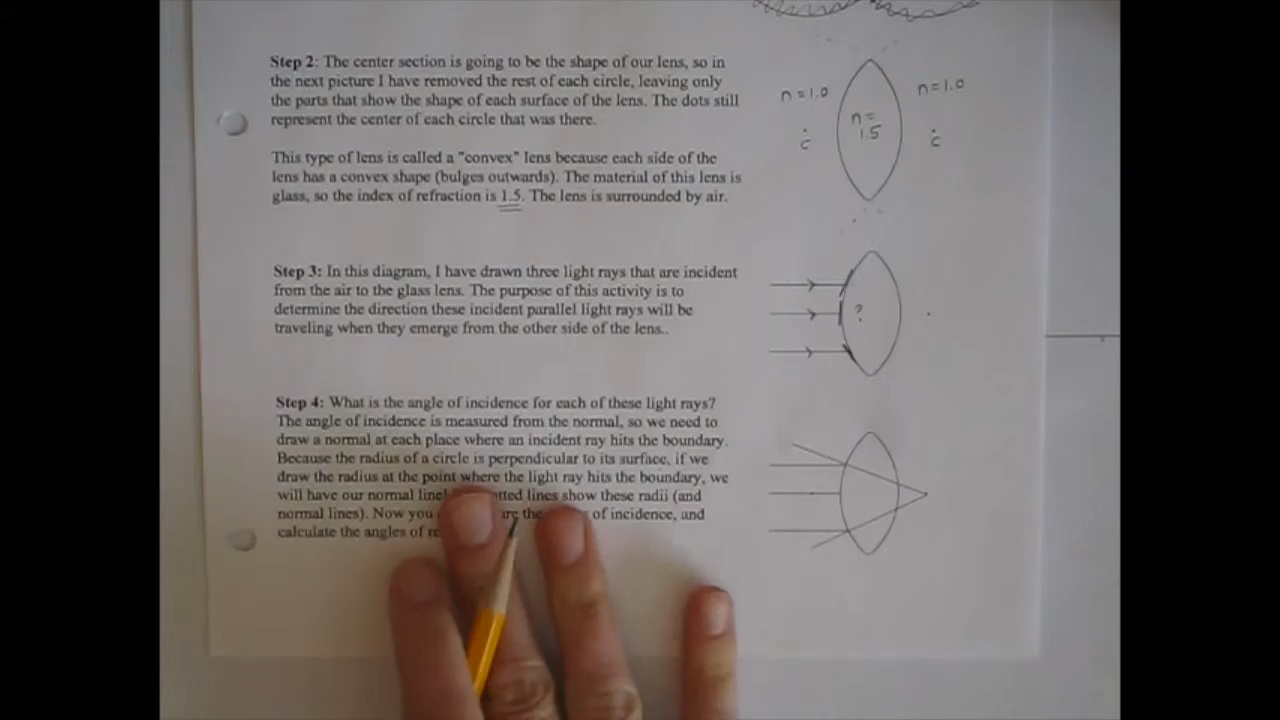 Step 2: The center section is going to be the shape of our lens, so in
the next picture I have removed the rest of each circle, leaving only
the parts that show the shape of each surface of the lens. The dots still
represent the center of each circle that was there.
n = 1.0
n = 1.5
n = 1.0
c
c
This type of lens is called a "convex" lens because each side of the
lens has a convex shape (bulges outwards). The material of this lens is
glass, so the index of refraction is 1.5. The lens is surrounded by air.
Step 3: In this diagram, I have drawn three light rays that are incident
from the air to the glass lens. The purpose of this activity is to
determine the direction these incident parallel light rays will be
traveling when they emerge from the other side of the lens..
?
Step 4: What is the angle of incidence for each of these light rays?
The angle of incidence is measured from the normal, so we need to
draw a normal at each place where an incident ray hits the boundary.
Because the radius of a circle is perpendicular to its surface, if we
draw the radius at the point where the light ray hits the boundary, we
will have our normal lines show these radii (and
normal lines). Now you the of incidence, and
calculate the angles of